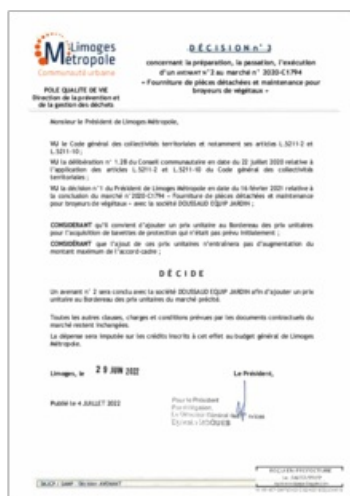 Limoges
Métropole
Communauté urbaine
POLE QUALITE DE VIE
Direction de la prévention et
de la gestion des déchets
DÉCISION n° 3
concernant la préparation, la passation, l'exécution
d'un avenant n°2 au marché n° 2020-C1794
« Fourniture de pièces détachées et maintenance pour
broyeurs de végétaux »
Monsieur le Président de Limoges-Métropole,
VU le Code général des collectivités territoriales et notamment ses articles L.5211-2 et
L.5211-10 ;
VU la délibération n° 1.28 du Conseil communautaire en date du 22 juillet 2020 relative à
l'application des articles L.5211-2 et L.5211-10 du Code général des collectivités
territoriales ;
VU la décision n°1 du Président de Limoges Métropole en date du 16 février 2021 relative à
la conclusion du marché n°2020-C1794 « Fourniture de pièces détachées et maintenance
pour broyeurs de végétaux » avec la société DOUSSAUD EQUIP JARDIN ;
CONSIDÉRANT qu'il convient d'ajouter un prix unitaire au Bordereau des prix unitaires
pour l'acquisition de bavettes de protection qui n'était pas prévu initialement ;
CONSIDÉRANT que l'ajout de ces prix unitaires n'entraînera pas d'augmentation du
montant maximum de l'accord cadre ;
DÉCIDE
Un avenant n° 2 sera conclu avec la société DOUSSAUD EQUIP JARDIN afin d'ajouter un prix
unitaire au Bordereau des prix unitaires du marché précité.
Toutes les autres clauses, charges et conditions prévues par les documents contractuels du
marché restent inchangées.
La dépense sera imputée sur les crédits inscrits à cet effet au budget général de Limoges
Métropole.
Limoges, le 29 JUIN 2022
Le Président,
Publié le 4 JUILLET 2022
Pour le Président
Par délégation,
Le Directeur Général des Services